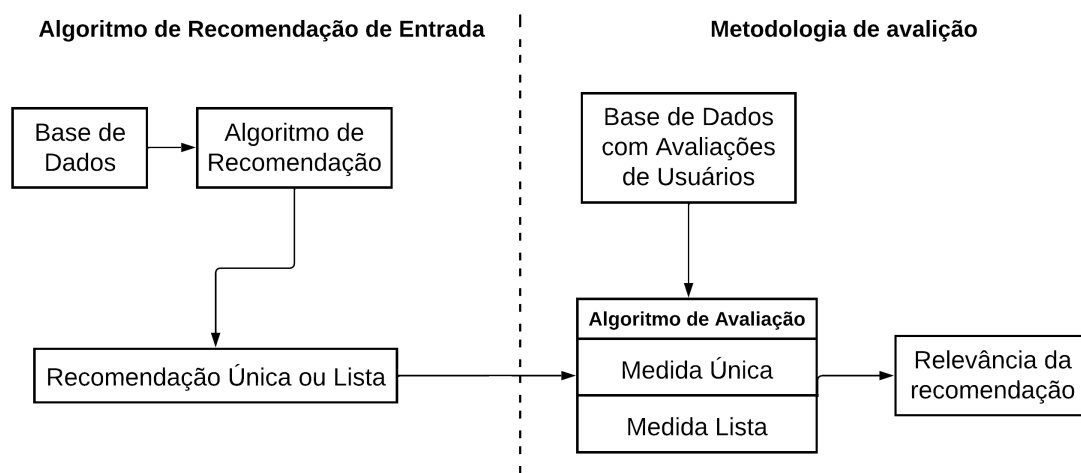 Algoritmo de Recomendação de Entrada
Base de
Dados
Algoritmo de
Recomendação
Recomendação Única ou Lista
Metodologia de avalição
Base de Dados
com Avaliações
de Usuários
Algoritmo de Avaliação
Medida Única
Medida Lista
Relevância da
recomendação